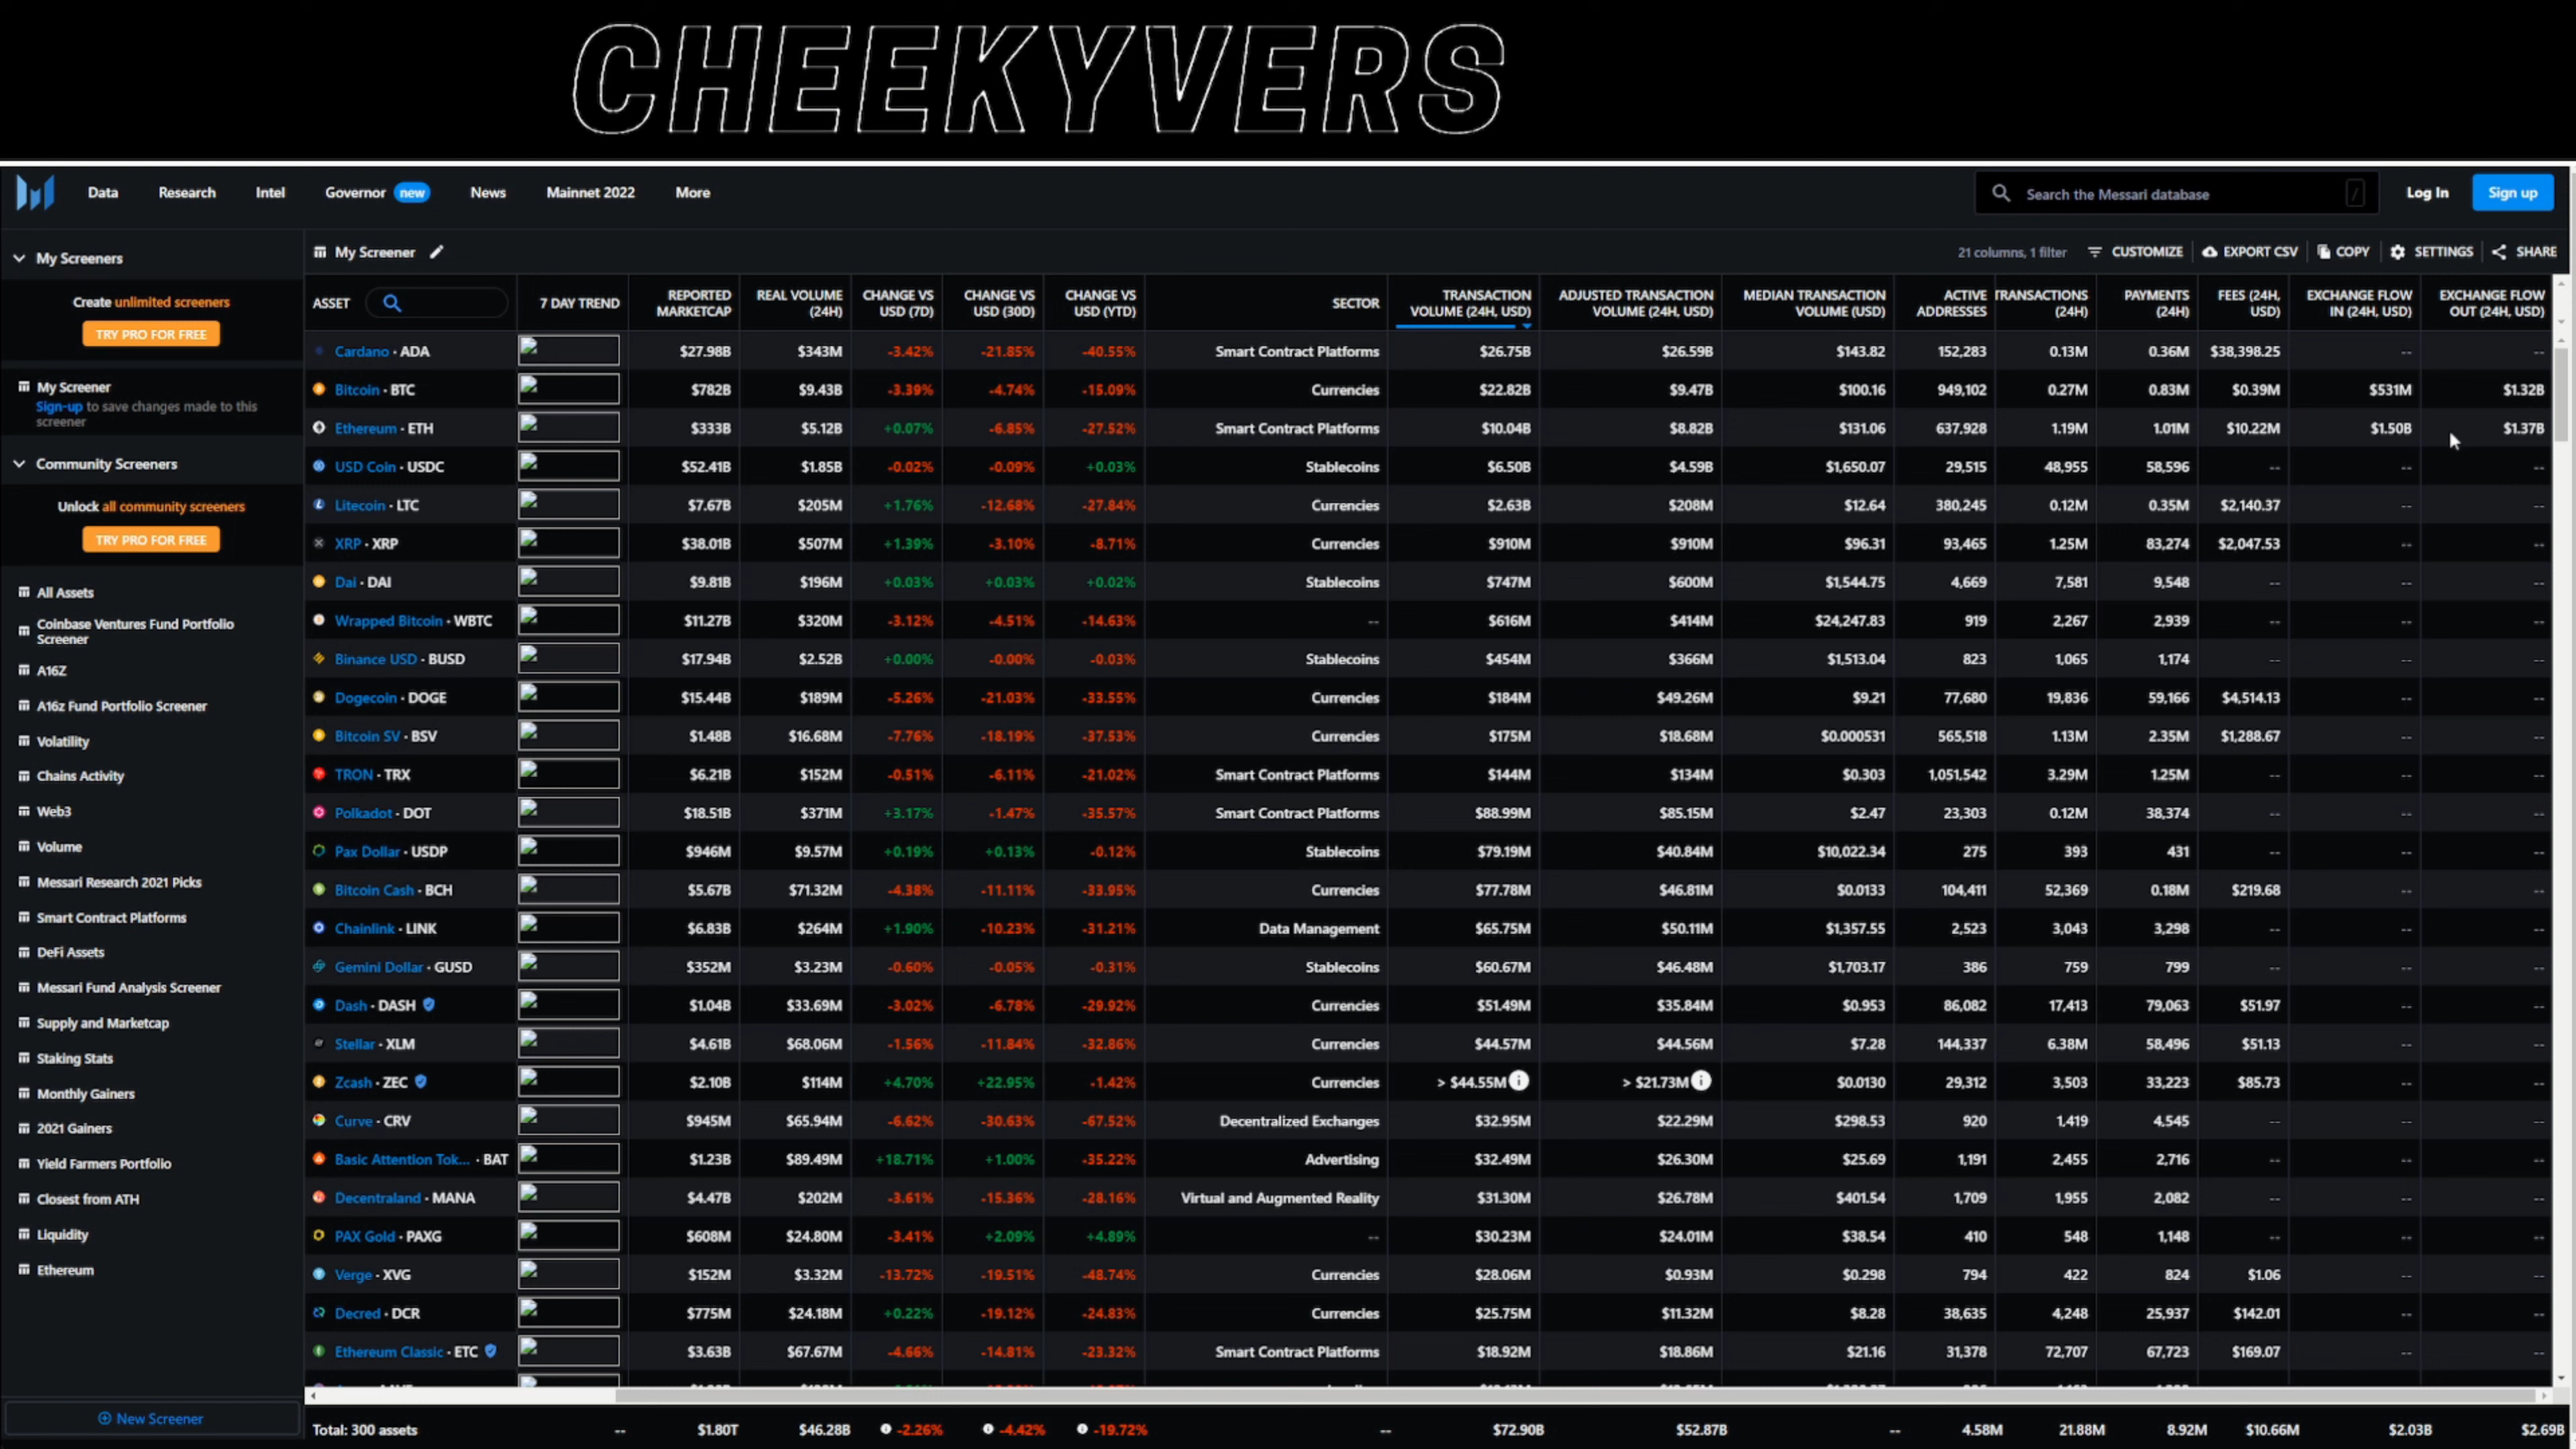 CHEEKYVERS
Data Research Intel Governor new News Mainnet 2022 More Search the Messari database / Log In Sign up
My Screeners
Create unlimited screeners
TRY PRO FOR FREE
My Screener
Sign-up to save changes made to this
screener
Community Screeners
Unlock all community screeners
TRY PRO FOR FREE
All Assets
Coinbase Ventures Fund Portfolio
Screener
A16Z
A16z Fund Portfolio Screener
Volatility
Chains Activity
Web3
Volume
Messari Research 2021 Picks
Smart Contract Platforms
DeFi Assets
Messari Fund Analysis Screener
Supply and Marketcap
Staking Stats
Monthly Gainers
2021 Gainers
Yield Farmers Portfolio
Closest from ATH
Liquidity
Ethereum
New Screener
My Screener 21 columns, 1 filter CUSTOMIZE EXPORT CSV COPY SETTINGS SHARE
ASSET 7 DAY TREND REPORTED MARKETCAP REAL VOLUME (24H) CHANGE VS USD (7D) CHANGE VS USD (30D) CHANGE VS USD (YTD) SECTOR TRANSACTION VOLUME (24H, USD) ADJUSTED TRANSACTION VOLUME (24H, USD) MEDIAN TRANSACTION VOLUME (USD) ACTIVE ADDRESSES TRANSACTIONS (24H) PAYMENTS (24H) FEES (24H, USD) EXCHANGE FLOW IN (24H, USD) EXCHANGE FLOW OUT (24H, USD)
Cardano · ADA $27.98B $343M -3.42% -21.85% -40.55% Smart Contract Platforms $26.75B $26.59B $143.82 152,283 0.13M 0.36M $38,398.25 -- --
Bitcoin · BTC $782B $9.43B -3.39% -4.74% -15.09% Currencies $22.82B $9.47B $100.16 949,102 0.27M 0.83M $0.39M $531M $1.32B
Ethereum · ETH $333B $5.12B +0.07% -6.85% -27.52% Smart Contract Platforms $10.04B $8.82B $131.06 637,928 1.19M 1.01M $10.22M $1.50B $1.37B
USD Coin · USDC $52.41B $1.85B -0.02% -0.09% +0.03% Stablecoins $6.50B $4.59B $1,650.07 29,515 48,955 58,596 -- -- --
Litecoin · LTC $7.67B $205M +1.76% -12.68% -27.84% Currencies $2.63B $208M $12.64 380,245 0.12M 0.35M $2,140.37 -- --
XRP · XRP $38.01B $507M +1.39% -3.10% -8.71% Currencies $910M $910M $96.31 93,465 1.25M 83,274 $2,047.53 -- --
Dai · DAI $9.81B $196M +0.03% +0.03% +0.02% Stablecoins $747M $600M $1,544.75 4,669 7,581 9,548 -- -- --
Wrapped Bitcoin · WBTC $11.27B $320M -3.12% -4.51% -14.63% -- $616M $414M $24,247.83 919 2,267 2,939 -- -- --
Binance USD · BUSD $17.94B $2.52B +0.00% -0.00% -0.03% Stablecoins $454M $366M $1,513.04 823 1,065 1,174 -- -- --
Dogecoin · DOGE $15.44B $189M -5.26% -21.03% -33.55% Currencies $184M $49.26M $9.21 77,680 19,836 59,166 $4,514.13 -- --
Bitcoin SV · BSV $1.48B $16.68M -7.76% -18.19% -37.53% Currencies $175M $18.68M $0.000531 565,518 1.13M 2.35M $1,288.67 -- --
TRON · TRX $6.21B $152M -0.51% -6.11% -21.02% Smart Contract Platforms $144M $134M $0.303 1,051,542 3.29M 1.25M -- -- --
Polkadot · DOT $18.51B $371M +3.17% -1.47% -35.57% Smart Contract Platforms $88.99M $85.15M $2.47 23,303 0.12M 38,374 -- -- --
Pax Dollar · USDP $946M $9.57M +0.19% +0.13% -0.12% Stablecoins $79.19M $40.84M $10,022.34 275 393 431 -- -- --
Bitcoin Cash · BCH $5.67B $71.32M -4.38% -11.11% -33.95% Currencies $77.78M $46.81M $0.0133 104,411 52,369 0.18M $219.68 -- --
Chainlink · LINK $6.83B $264M +1.90% -10.23% -31.21% Data Management $65.75M $50.11M $1,357.55 2,523 3,043 3,298 -- -- --
Gemini Dollar · GUSD $352M $3.23M -0.60% -0.05% -0.31% Stablecoins $60.67M $46.48M $1,703.17 386 759 799 -- -- --
Dash · DASH $1.04B $33.69M -3.02% -6.78% -29.92% Currencies $51.49M $35.84M $0.953 86,082 17,413 79,063 $51.97 -- --
Stellar · XLM $4.61B $68.06M -1.56% -11.84% -32.86% Currencies $44.57M $44.56M $7.28 144,337 6.38M 58,496 $51.13 -- --
Zcash · ZEC $2.10B $114M +4.70% +22.95% -1.42% Currencies > $44.55M > $21.73M $0.0130 29,312 3,503 33,223 $85.73 -- --
Curve · CRV $945M $65.94M -6.62% -30.63% -67.52% Decentralized Exchanges $32.95M $22.29M $298.53 920 1,419 4,545 -- -- --
Basic Attention Tok... · BAT $1.23B $89.49M +18.71% +1.00% -35.22% Advertising $32.49M $26.30M $25.69 1,191 2,455 2,716 -- -- --
Decentraland · MANA $4.47B $202M -3.61% -15.36% -28.16% Virtual and Augmented Reality $31.30M $26.78M $401.54 1,709 1,955 2,082 -- -- --
PAX Gold · PAXG $608M $24.80M -3.41% +2.09% +4.89% -- $30.23M $24.01M $38.54 410 548 1,148 -- -- --
Verge · XVG $152M $3.32M -13.72% -19.51% -48.74% Currencies $28.06M $0.93M $0.298 794 422 824 $1.06 -- --
Decred · DCR $775M $24.18M +0.22% -19.12% -24.83% Currencies $25.75M $11.32M $8.28 38,635 4,248 25,937 $142.01 -- --
Ethereum Classic · ETC $3.63B $67.67M -4.66% -14.81% -23.32% Smart Contract Platforms $18.92M $18.86M $21.16 31,378 72,707 67,723 $169.07 -- --
Total: 300 assets -- $1.80T $46.28B -2.26% -4.42% -19.72% -- $72.90B $52.87B -- 4.58M 21.88M 8.92M $10.66M $2.03B $2.69B